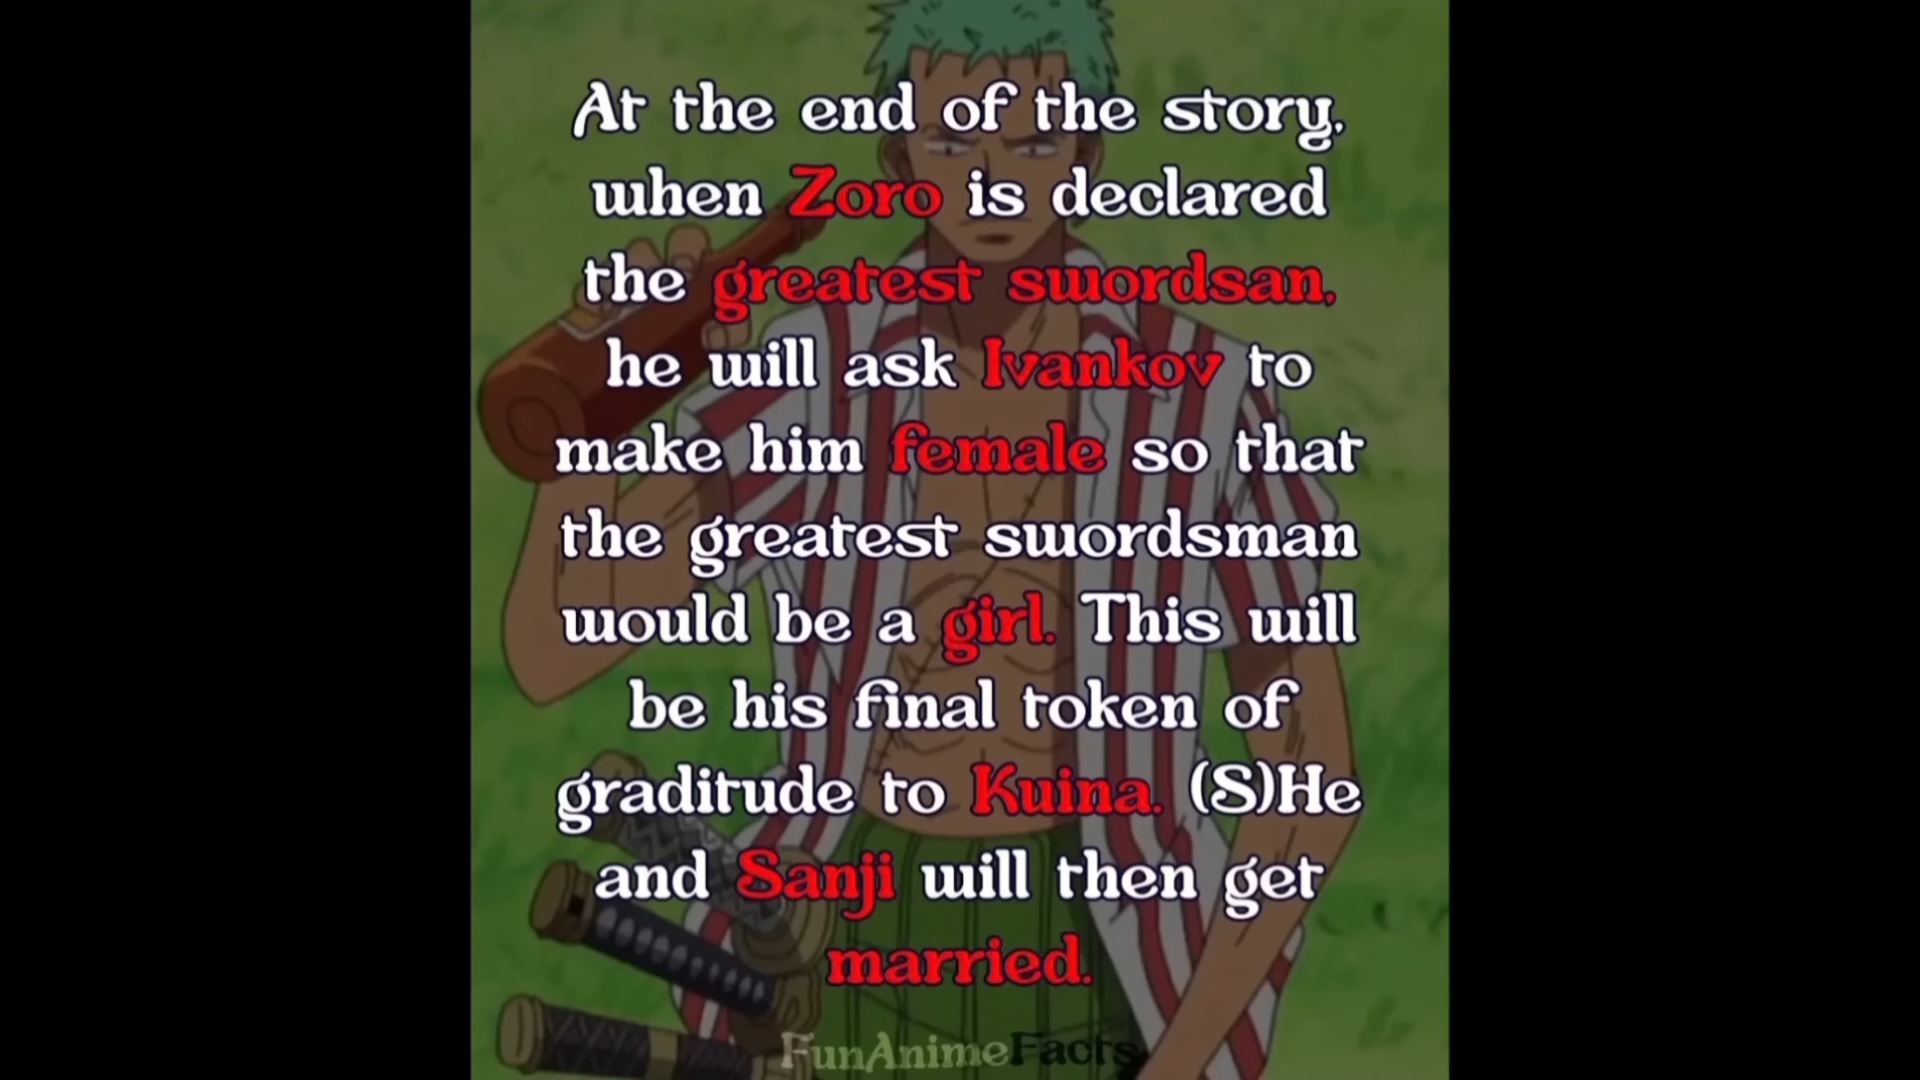 At the end of the story,
when Zoro is declared
the greatest swordsan,
he will ask Ivankov to
make him female so that
the greatest swordsman
would be a girl. This will
be his final token of
graditude to Kuina. (S)He
and Sanji will then get
married.
FunAnimeFacts